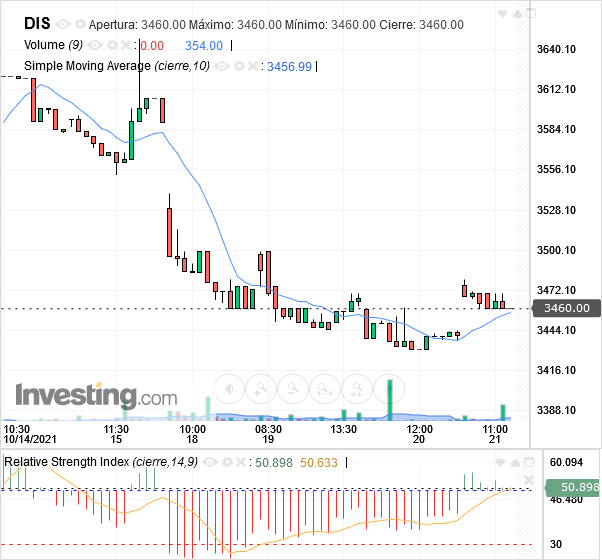 DIS Apertura: 3460.00 Máximo: 3460.00 Mínimo: 3460.00 Cierre: 3460.00
Volume (9) : 0.00 354.00
Simple Moving Average (cierre,10) : 3456.99
3640.10
3612.10
3584.10
3556.10
3528.10
3500.10
3472.10
3460.00
3444.10
3416.10
3388.10
Investing.com
10:30 11:30 10:00 08:30 13:30 12:00 11:00
10/14/2021 15 18 19 20 21
Relative Strength Index (cierre,14,9) : 50.898 50.633
60.094
50.898
46.480
30